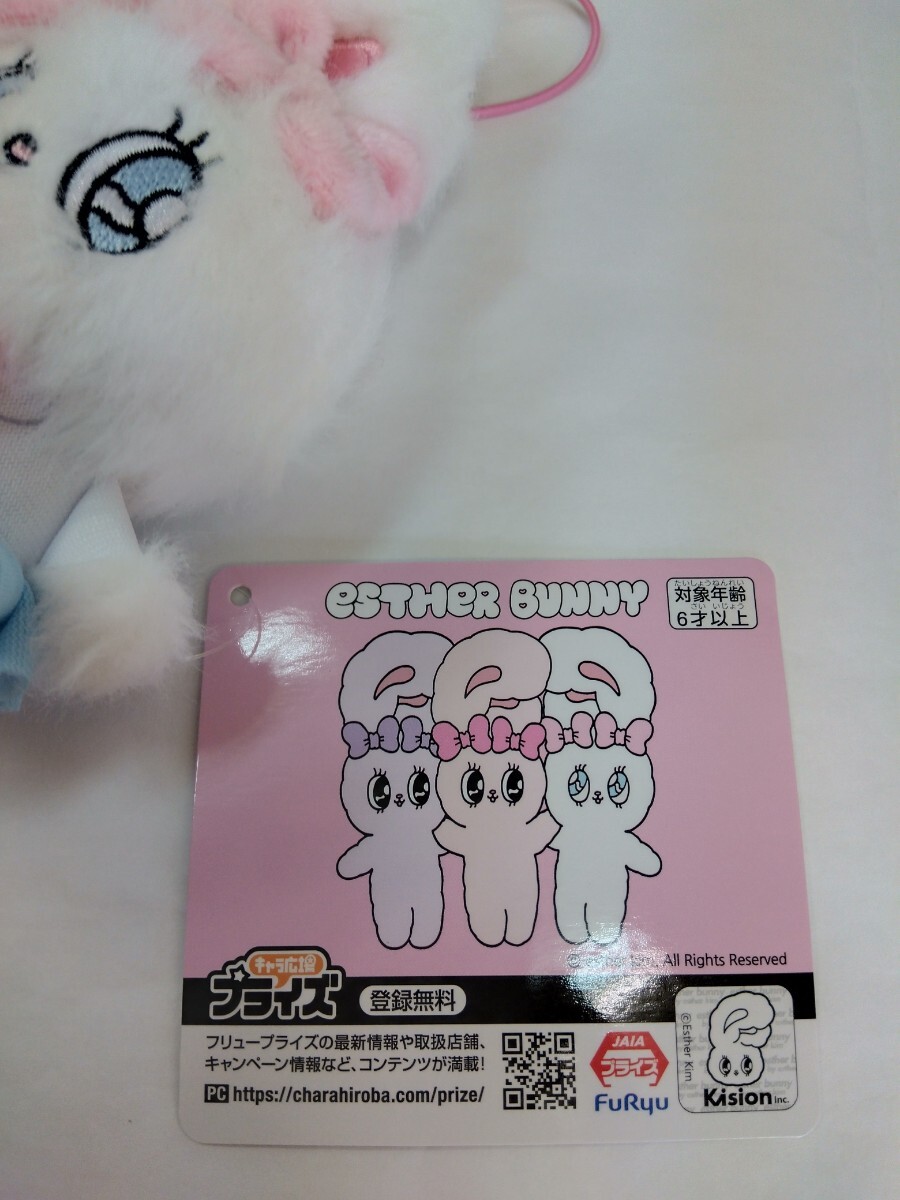 esther bunny
たいしょうねんれい
対象年齢
さい いじょう
6才以上
All Rights Reserved
キャラ広場
プライズ
登録無料
フリュープライズの最新情報や取扱店舗、
キャンペーン情報など、コンテンツが満載!
PC https://charahiroba.com/prize/
JAIA
プライズ
FuRyu
©Esther Kim
Kision inc.